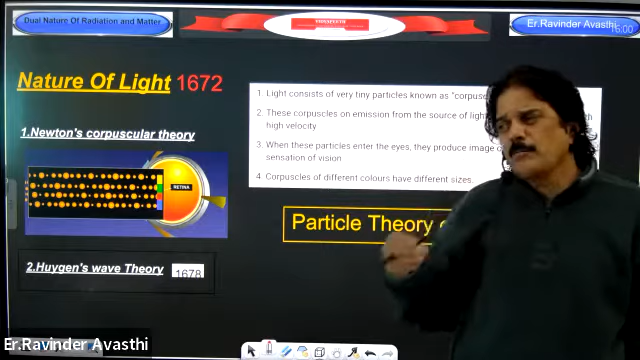 Dual Nature Of Radiation and Matter
Er.Ravinder Avasthi
16:00
Nature Of Light 1672
1. Light consists of very tiny particles known as "corpusc
2. These corpuscles on emission from the source of light
high velocity
3. When these particles enter the eyes, they produce image o
sensation of vision
4. Corpuscles of different colours have different sizes.
1.Newton's corpuscular theory
RETINA
Particle Theory
2.Huygen's wave Theory 1678
Er.Ravinder Avasthi